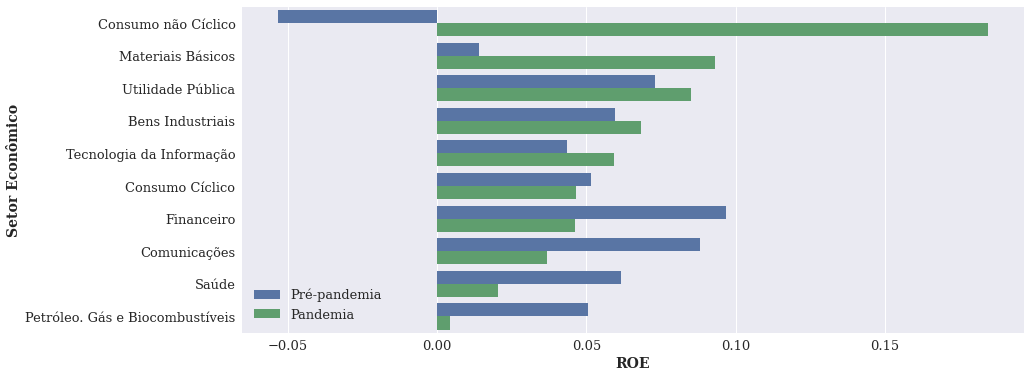 Setor Econômico
Consumo não Cíclico
Materiais Básicos
Utilidade Pública
Bens Industriais
Tecnologia da Informação
Consumo Cíclico
Financeiro
Comunicações
Saúde
Petróleo. Gás e Biocombustíveis
Pré-pandemia
Pandemia
−0.05 0.00 0.05 0.10 0.15
ROE